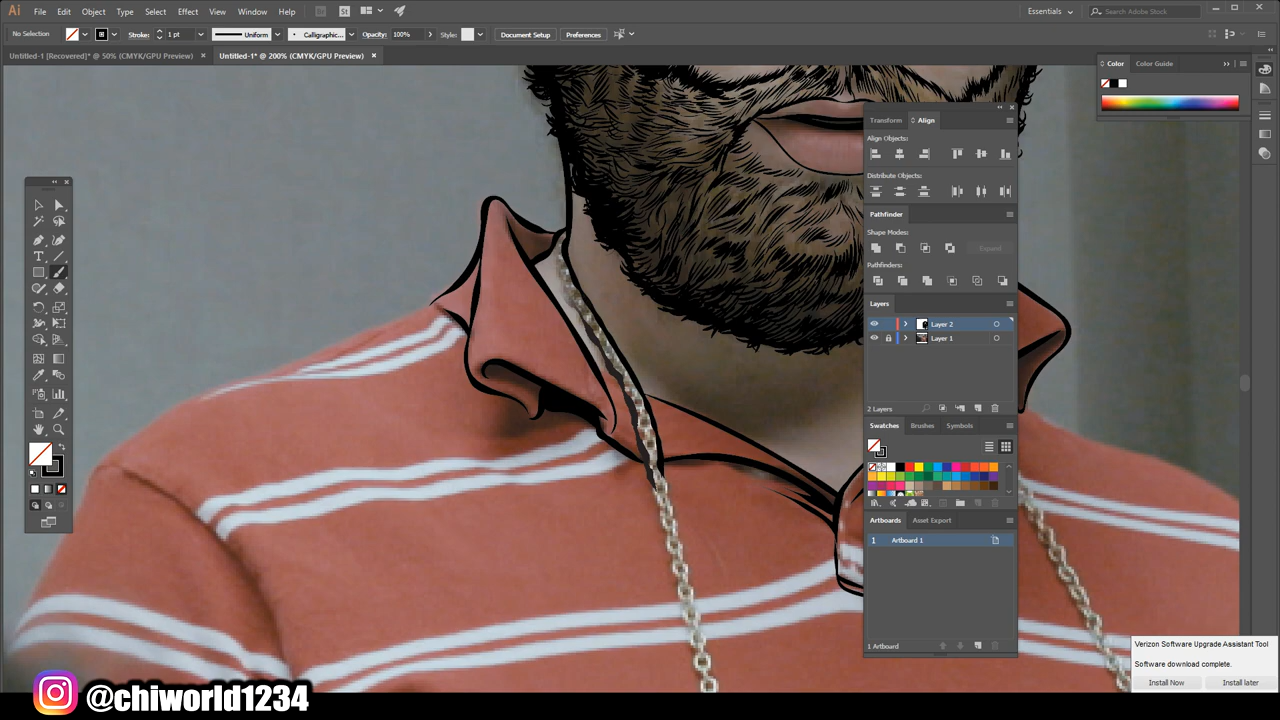 Ai File Edit Object Type Select Effect View Window Help Br St Essentials Search Adobe Stock
No Selection Stroke: 1 pt Uniform Calligraphic... Opacity: 100% Style: Document Setup Preferences
Untitled-1 [Recovered]* @ 50% (CMYK/GPU Preview) Untitled-1* @ 200% (CMYK/GPU Preview)
Color Color Guide
Transform Align
Align Objects:
Distribute Objects:
Pathfinder
Shape Modes:
Expand
Pathfinders:
Layers
Layer 2
Layer 1
2 Layers
Swatches Brushes Symbols
Artboards Asset Export
1 Artboard 1
1 Artboard
Verizon Software Upgrade Assistant Tool
Software download complete.
Install Now Install later
@chiworld1234